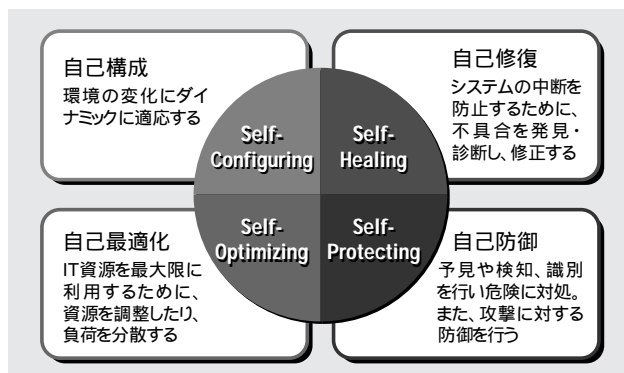 自己構成
環境の変化にダイ
ナミックに適応する
自己修復
システムの中断を
防止するために、
不具合を発見・
診断し、修正する
Self-
Configuring
Self-
Healing
Self-
Optimizing
Self-
Protecting
自己最適化
IT資源を最大限に
利用するために、
資源を調整したり、
負荷を分散する
自己防御
予見や検知、識別
を行い危険に対処。
また、攻撃に対する
防御を行う